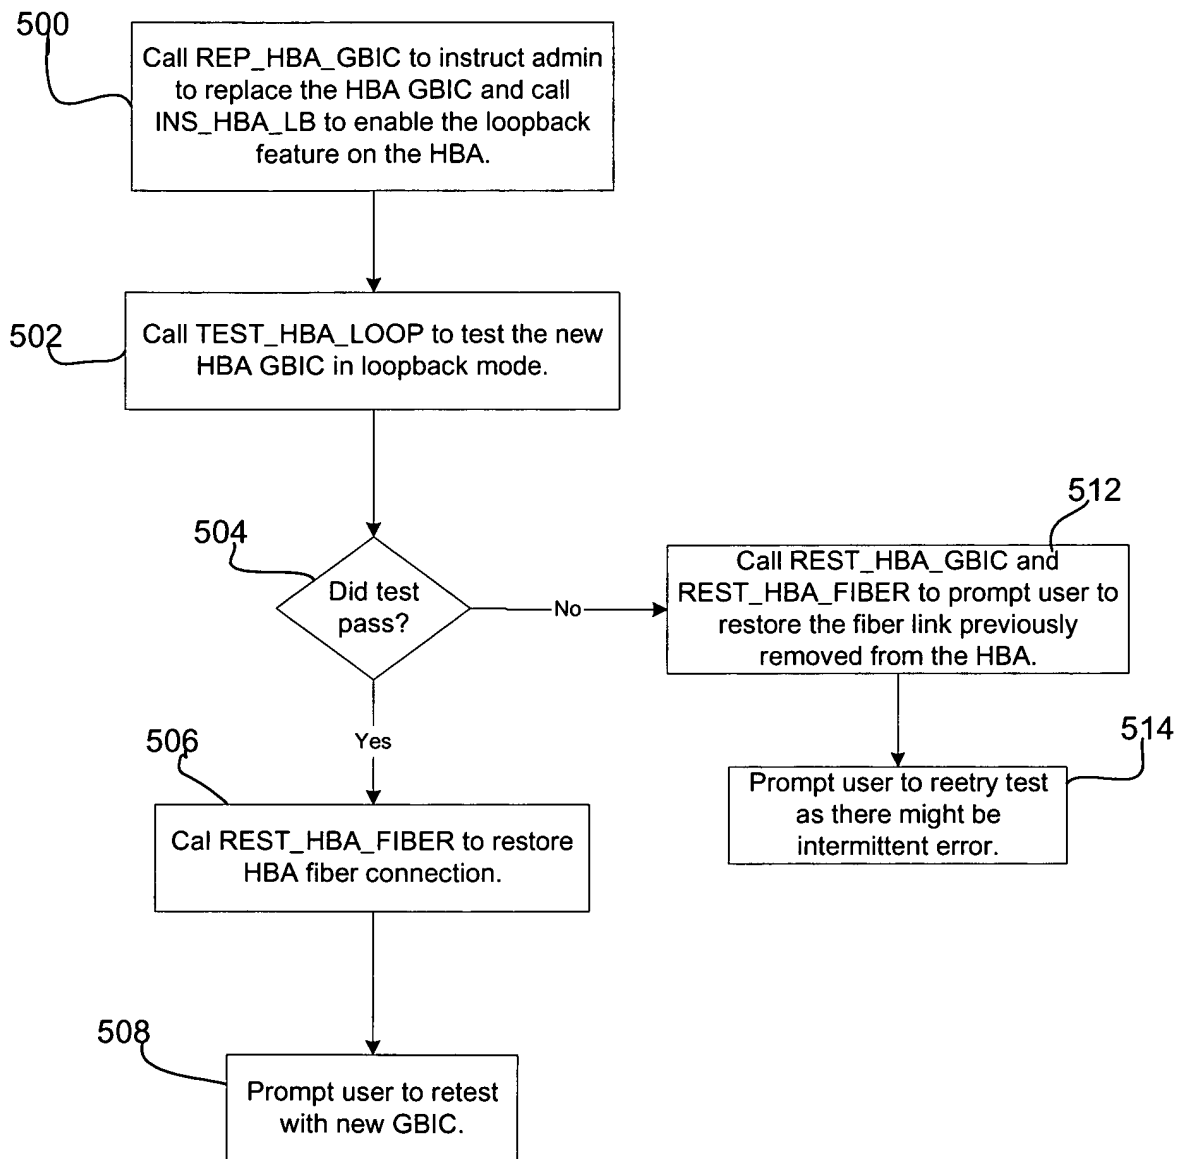 500
Call REP_HBA_GBIC to instruct admin
to replace the HBA GBIC and call
INS_HBA_LB to enable the loopback
feature on the HBA.
502
Call TEST_HBA_LOOP to test the new
HBA GBIC in loopback mode.
504
Did test
pass?
No
512
Call REST_HBA_GBIC and
REST_HBA_FIBER to prompt user to
restore the fiber link previously
removed from the HBA.
514
Prompt user to reetry test
as there might be
intermittent error.
Yes
506
Cal REST_HBA_FIBER to restore
HBA fiber connection.
508
Prompt user to retest
with new GBIC.